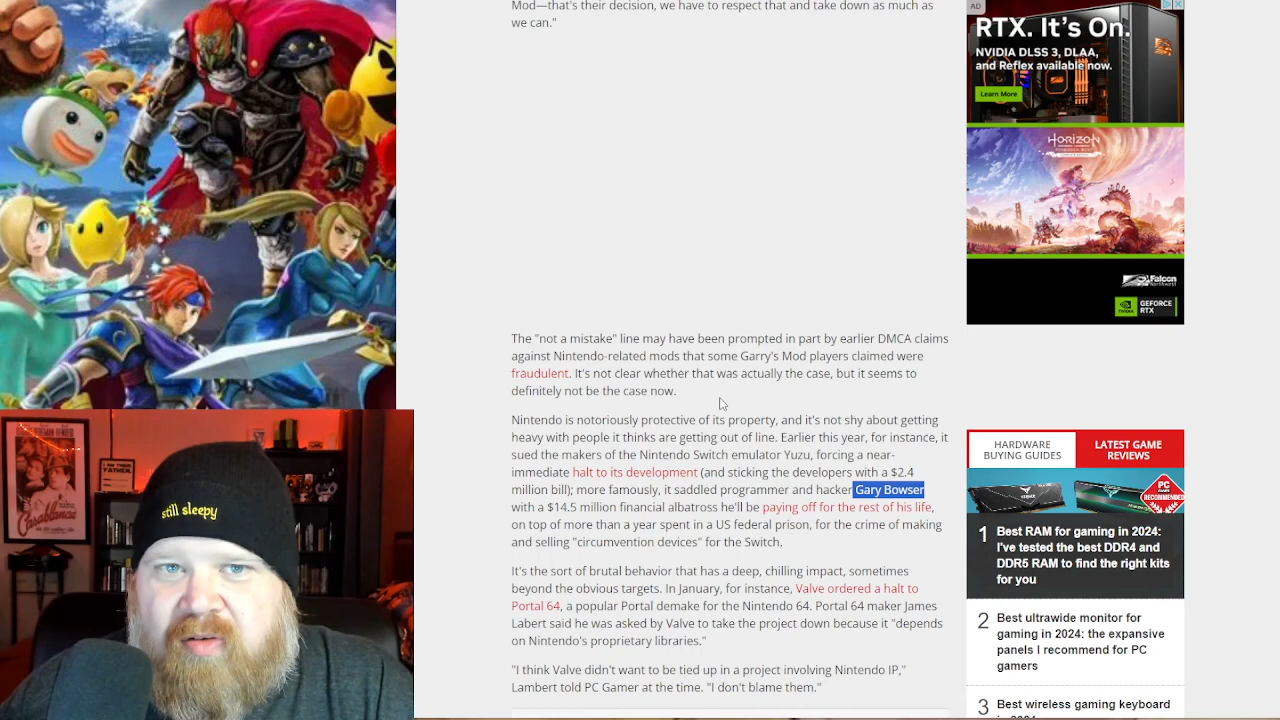 Mod—that's their decision, we have to respect that and take down as much as
we can."
The "not a mistake" line may have been prompted in part by earlier DMCA claims
against Nintendo-related mods that some Garry's Mod players claimed were
fraudulent. It's not clear whether that was actually the case, but it seems to
definitely not be the case now.
Nintendo is notoriously protective of its property, and it's not shy about getting
heavy with people it thinks are getting out of line. Earlier this year, for instance, it
sued the makers of the Nintendo Switch emulator Yuzu, forcing a near-
immediate halt to its development (and sticking the developers with a $2.4
million bill); more famously, it saddled programmer and hacker Gary Bowser
with a $14.5 million financial albatross he'll be paying off for the rest of his life,
on top of more than a year spent in a US federal prison, for the crime of making
and selling "circumvention devices" for the Switch.
It's the sort of brutal behavior that has a deep, chilling impact, sometimes
beyond the obvious targets. In January, for instance, Valve ordered a halt to
Portal 64, a popular Portal demake for the Nintendo 64. Portal 64 maker James
Labert said he was asked by Valve to take the project down because it "depends
on Nintendo's proprietary libraries."
"I think Valve didn't want to be tied up in a project involving Nintendo IP,"
Lambert told PC Gamer at the time. "I don't blame them."
AD
RTX. It's On.
NVIDIA DLSS 3, DLAA,
and Reflex available now.
Learn More
HORIZON
Falcon
Northwest
NVIDIA
GEFORCE
RTX
HARDWARE
BUYING GUIDES
LATEST GAME
REVIEWS
PC
GAMER
RECOMMENDED
1
Best RAM for gaming in 2024:
I've tested the best DDR4 and
DDR5 RAM to find the right kits
for you
2
Best ultrawide monitor for
gaming in 2024: the expansive
panels I recommend for PC
gamers
3
Best wireless gaming keyboard
in 2024
still sleepy
I AM THEIR
FATHER.
Casablanca